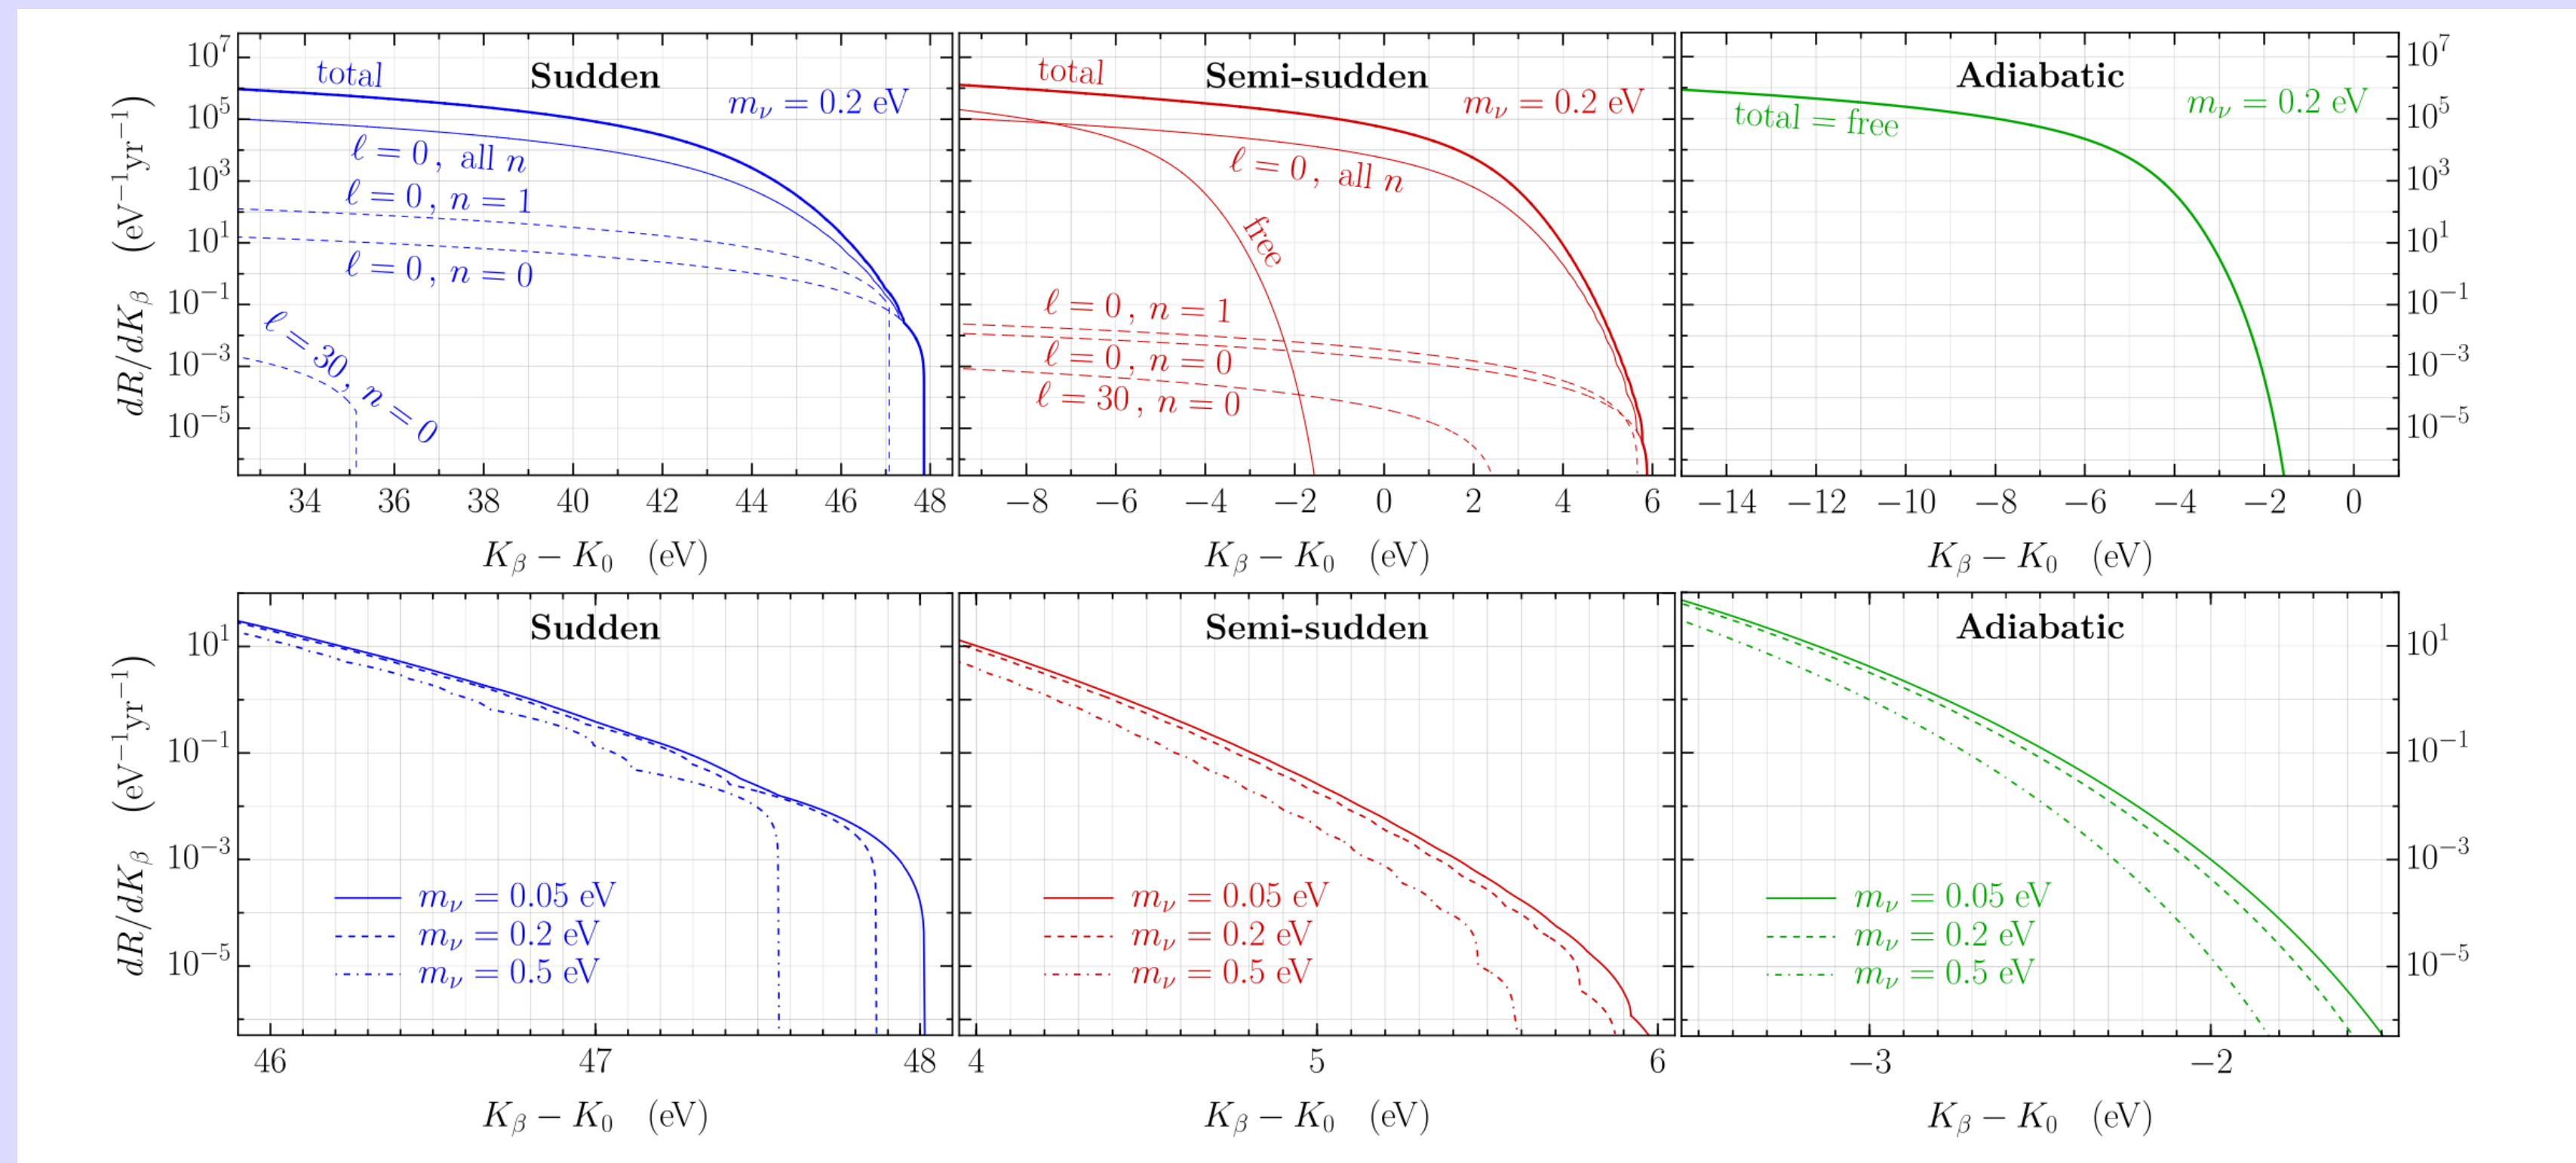 Sudden
total
m_ν = 0.2 eV
ℓ = 0 , all n
ℓ = 0 , n = 1
ℓ = 0 , n = 0
ℓ = 30, n = 0
10^7
10^5
10^3
10^1
10^−1
10^−3
10^−5
dR/dK_β (eV^−1yr^−1)
34 36 38 40 42 44 46 48
K_β − K_0 (eV)
Semi-sudden
total
m_ν = 0.2 eV
ℓ = 0 , all n
free
ℓ = 0 , n = 1
ℓ = 0 , n = 0
ℓ = 30 , n = 0
−8 −6 −4 −2 0 2 4 6
K_β − K_0 (eV)
Adiabatic
m_ν = 0.2 eV
total = free
10^7
10^5
10^3
10^1
10^−1
10^−3
10^−5
−14 −12 −10 −8 −6 −4 −2 0
K_β − K_0 (eV)
Sudden
10^1
10^−1
10^−3
10^−5
dR/dK_β (eV^−1yr^−1)
m_ν = 0.05 eV
m_ν = 0.2 eV
m_ν = 0.5 eV
46 47 48
K_β − K_0 (eV)
Semi-sudden
m_ν = 0.05 eV
m_ν = 0.2 eV
m_ν = 0.5 eV
4 5 6
K_β − K_0 (eV)
Adiabatic
m_ν = 0.05 eV
m_ν = 0.2 eV
m_ν = 0.5 eV
10^1
10^−1
10^−3
10^−5
−3 −2
K_β − K_0 (eV)